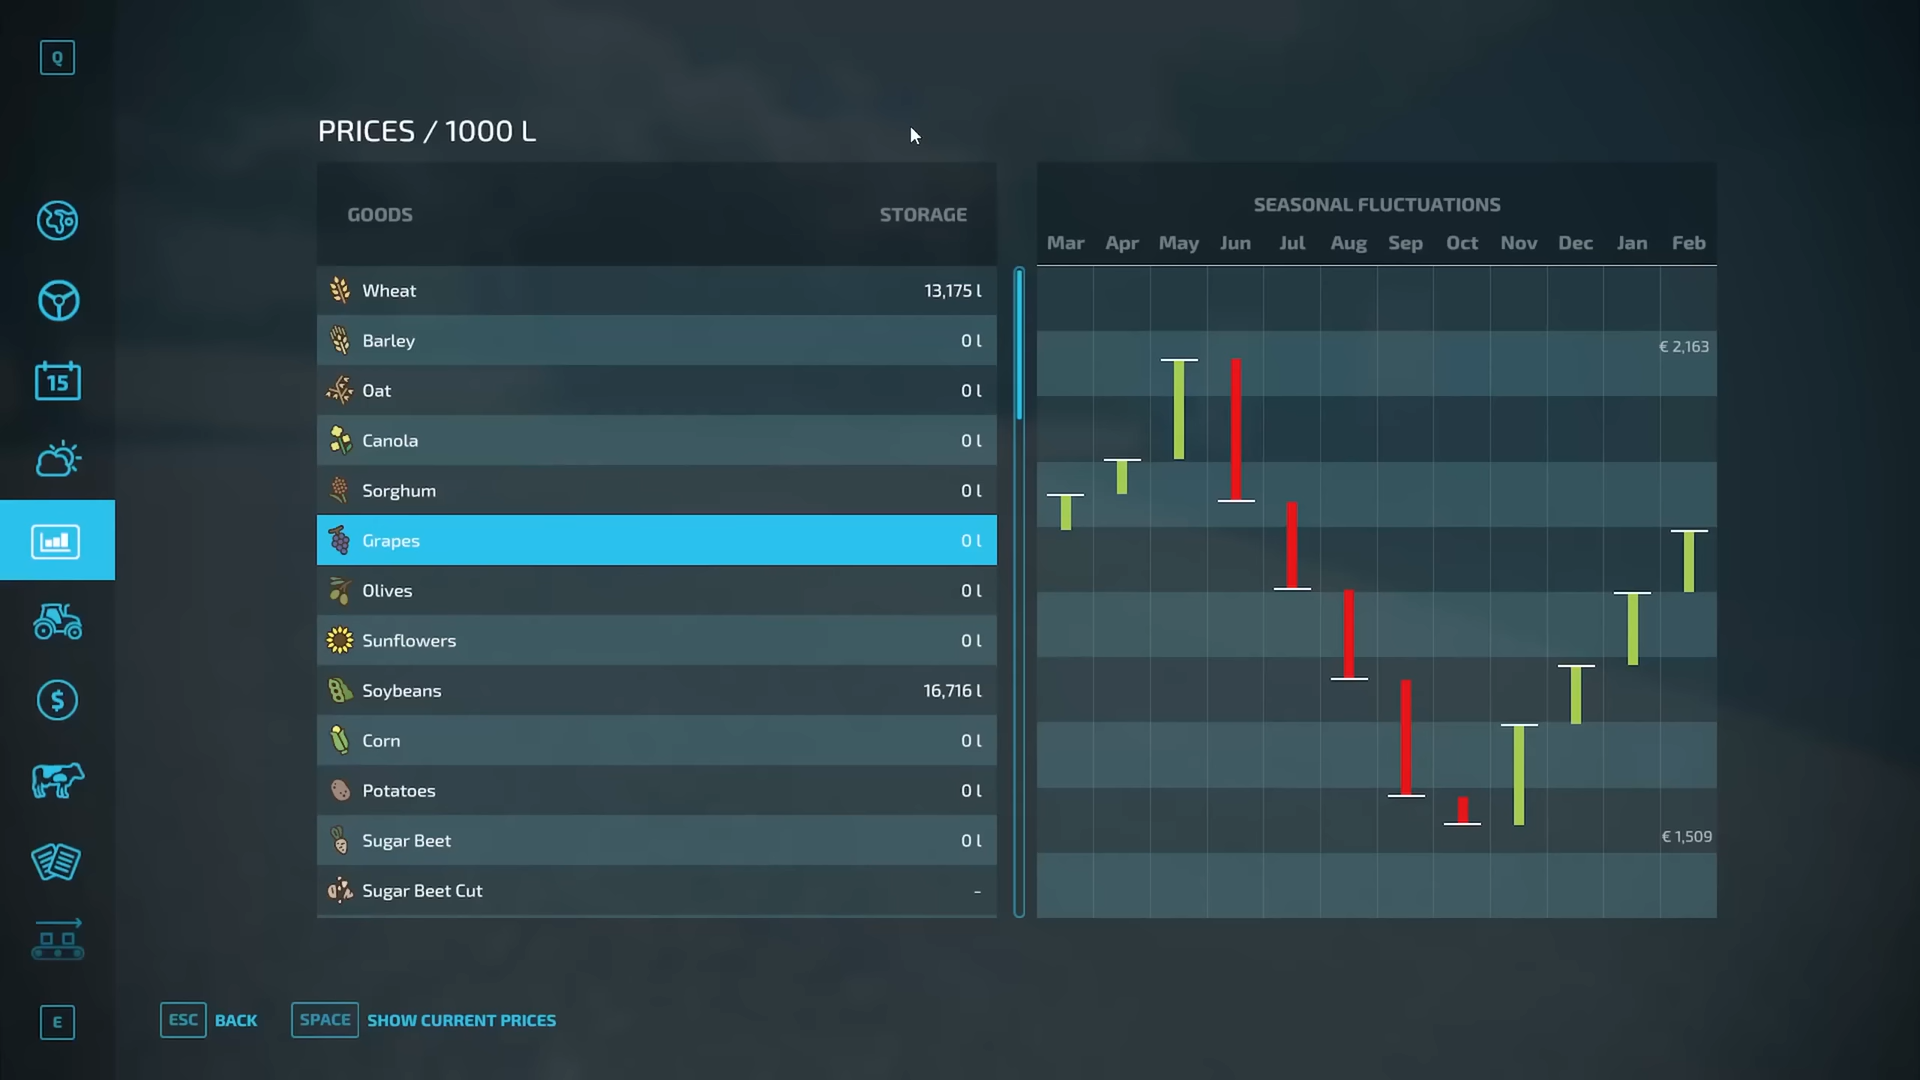 Q
PRICES / 1000 L
GOODS STORAGE
SEASONAL FLUCTUATIONS
Mar Apr May Jun Jul Aug Sep Oct Nov Dec Jan Feb
Wheat 13,175 l
Barley 0 l
€ 2,163
Oat 0 l
15
Canola 0 l
Sorghum 0 l
Grapes 0 l
Olives 0 l
Sunflowers 0 l
Soybeans 16,716 l
$
Corn 0 l
Potatoes 0 l
Sugar Beet 0 l
€ 1,509
Sugar Beet Cut -
E
ESC BACK SPACE SHOW CURRENT PRICES